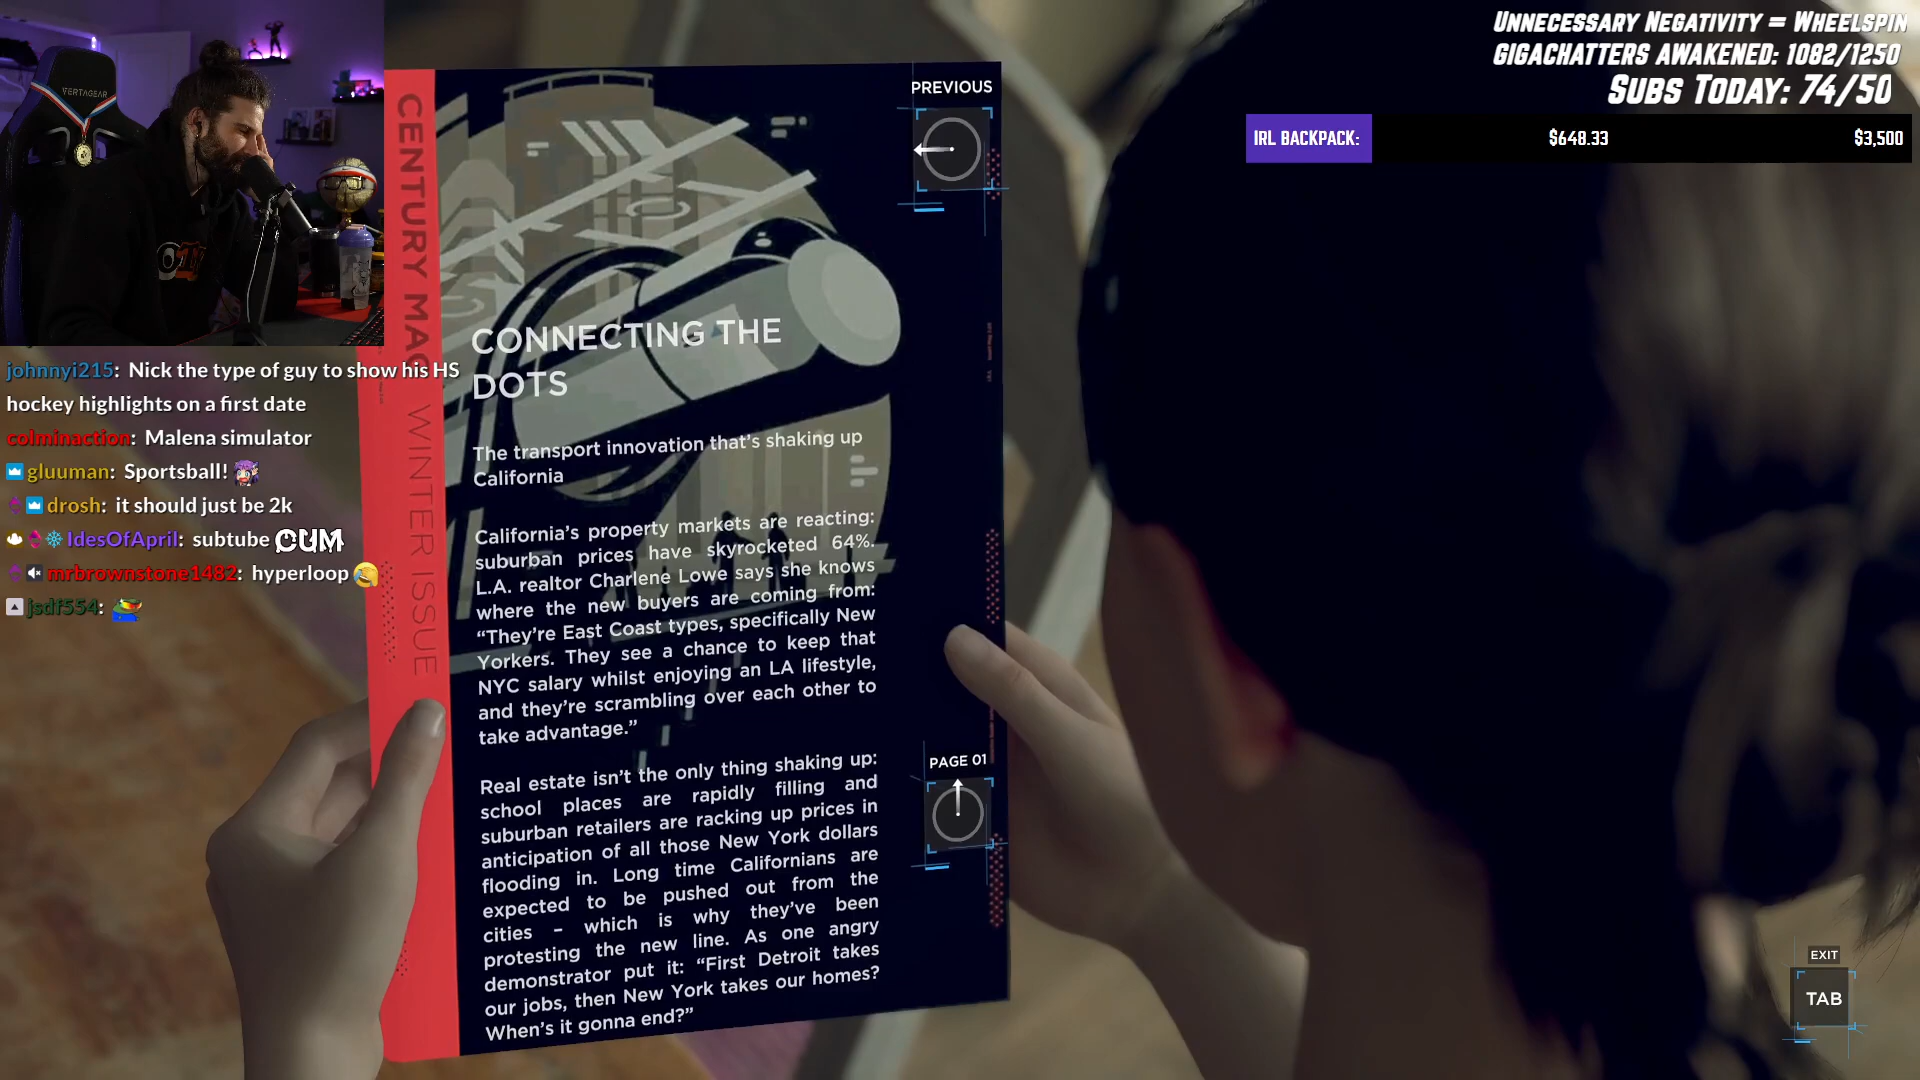 UNNECESSARY NEGATIVITY = WHEELSPIN
GIGACHATTERS AWAKENED: 1082/1250
SUBS TODAY: 74/50
IRL BACKPACK: $648.33 $3,500
VERTAGEAR
johnnyi215: Nick the type of guy to show his HS
hockey highlights on a first date
colminaction: Malena simulator
gluuman: Sportsball!
drosh: it should just be 2k
IdesOfApril: subtube CUM
mrbrownstone1482: hyperloop
jsdf554:
CENTURY MAG WINTER ISSUE
PREVIOUS
CONNECTING THE
DOTS
The transport innovation that's shaking up
California
California's property markets are reacting:
suburban prices have skyrocketed 64%.
L.A. realtor Charlene Lowe says she knows
where the new buyers are coming from:
“They're East Coast types, specifically New
Yorkers. They see a chance to keep that
NYC salary whilst enjoying an LA lifestyle,
and they're scrambling over each other to
take advantage.”
Real estate isn't the only thing shaking up:
school places are rapidly filling and
suburban retailers are racking up prices in
anticipation of all those New York dollars
flooding in. Long time Californians are
expected to be pushed out from the
cities – which is why they've been
protesting the new line. As one angry
demonstrator put it: “First Detroit takes
our jobs, then New York takes our homes?
When's it gonna end?”
PAGE 01
EXIT
TAB